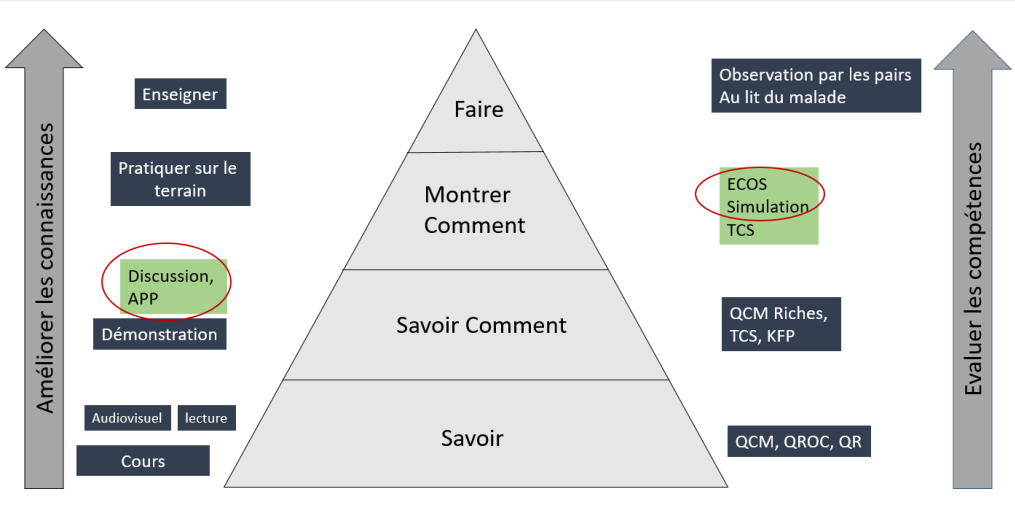 Améliorer les connaissances
Enseigner
Pratiquer sur le
terrain
Discussion,
APP
Démonstration
Audiovisuel
lecture
Cours
Faire
Montrer
Comment
Savoir Comment
Savoir
Observation par les pairs
Au lit du malade
ECOS
Simulation
TCS
QCM Riches,
TCS, KFP
QCM, QROC, QR
Evaluer les compétences